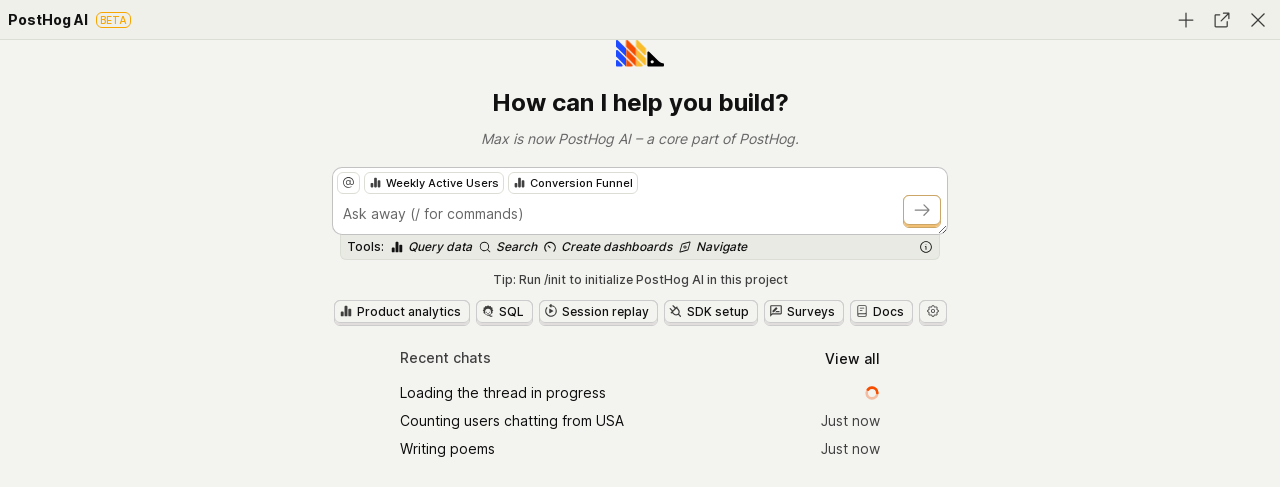 PostHog AI BETA
How can I help you build?
Max is now PostHog AI – a core part of PostHog.
@ Weekly Active Users Conversion Funnel
Ask away (/ for commands)
Tools: Query data Search Create dashboards Navigate
Tip: Run /init to initialize PostHog AI in this project
Product analytics SQL Session replay SDK setup Surveys Docs
Recent chats View all
Loading the thread in progress
Counting users chatting from USA Just now
Writing poems Just now